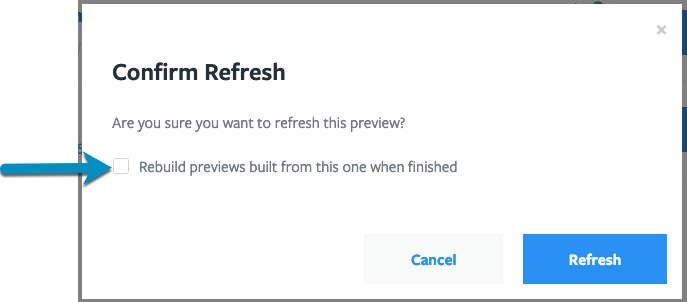 ×
Confirm Refresh
Are you sure you want to refresh this preview?
Rebuild previews built from this one when finished
Cancel
Refresh